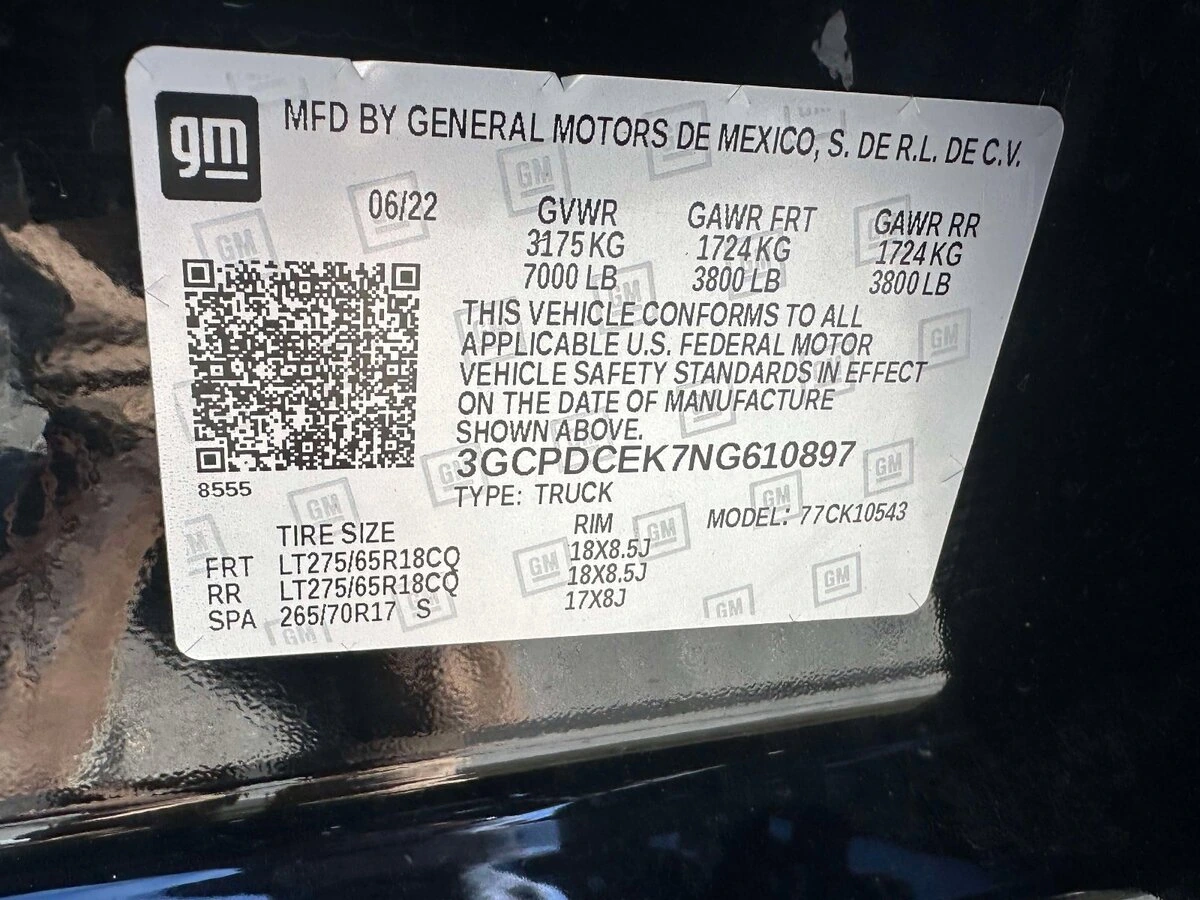 gm
MFD BY GENERAL MOTORS DE MEXICO, S. DE R.L. DE C.V.
06/22
GVWR GAWR FRT GAWR RR
3175 KG 1724 KG 1724 KG
7000 LB 3800 LB 3800 LB
THIS VEHICLE CONFORMS TO ALL
APPLICABLE U.S. FEDERAL MOTOR
VEHICLE SAFETY STANDARDS IN EFFECT
ON THE DATE OF MANUFACTURE
SHOWN ABOVE.
3GCPDCEK7NG610897
8555
TYPE: TRUCK
MODEL: 77CK10543
TIRE SIZE RIM
FRT LT275/65R18CQ 18X8.5J
RR LT275/65R18CQ 18X8.5J
SPA 265/70R17 S 17X8J